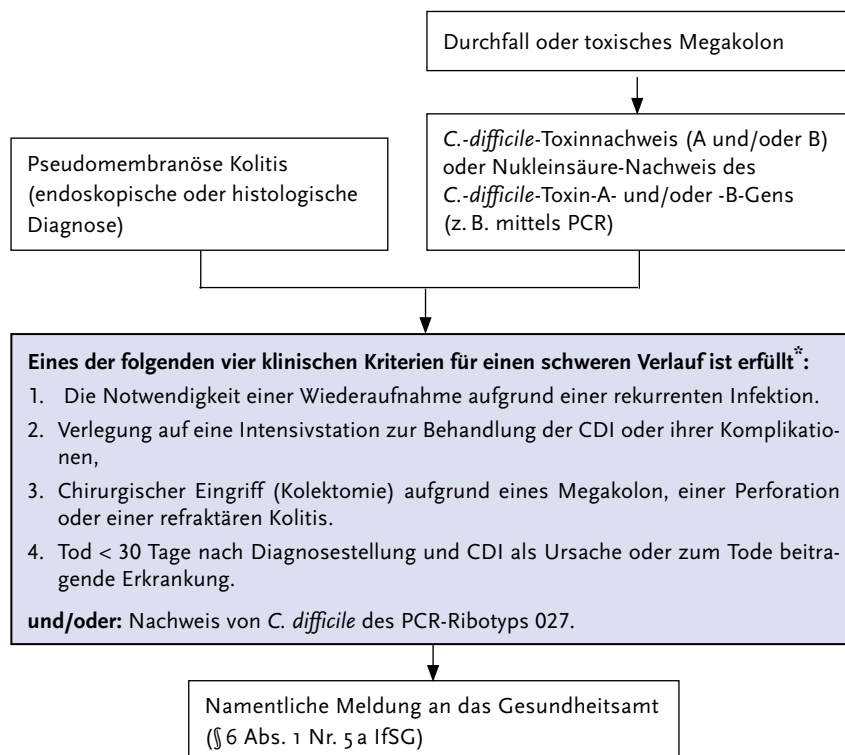 Durchfall oder toxisches Megakolon
C.-difficile-Toxinnachweis (A und/oder B)
oder Nukleinsäure-Nachweis des
C.-difficile-Toxin-A- und/oder -B-Gens
(z. B. mittels PCR)
Pseudomembranöse Kolitis
(endoskopische oder histologische
Diagnose)
Eines der folgenden vier klinischen Kriterien für einen schweren Verlauf ist erfüllt*:
1. Die Notwendigkeit einer Wiederaufnahme aufgrund einer rekurrenten Infektion.
2. Verlegung auf eine Intensivstation zur Behandlung der CDI oder ihrer Komplikatio-
nen,
3. Chirurgischer Eingriff (Kolektomie) aufgrund eines Megakolon, einer Perforation
oder einer refraktären Kolitis.
4. Tod < 30 Tage nach Diagnosestellung und CDI als Ursache oder zum Tode beitra-
gende Erkrankung.
und/oder: Nachweis von C. difficile des PCR-Ribotyps 027.
Namentliche Meldung an das Gesundheitsamt
(§ 6 Abs. 1 Nr. 5 a IfSG)